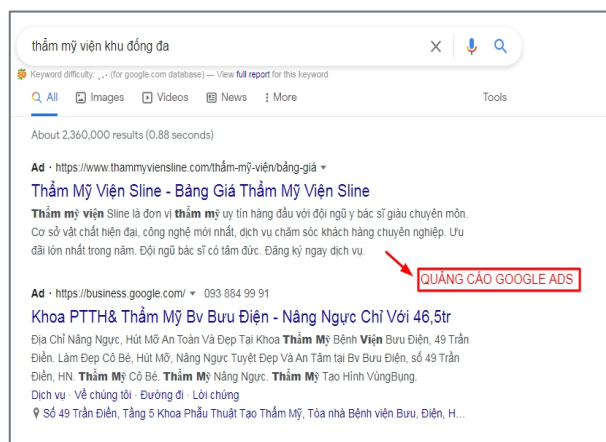 thẩm mỹ viện khu đống đa
Keyword difficulty: (for google.com database) — View full report for this keyword
All Images Videos News More Tools
About 2,360,000 results (0.88 seconds)
Ad · https://www.thammyviensline.com/thẩm-mỹ-viện/bảng-giá
Thẩm Mỹ Viện Sline - Bảng Giá Thẩm Mỹ Viện Sline
Thẩm mỹ viện Sline là đơn vị thẩm mỹ uy tín hàng đầu với đội ngũ y bác sĩ giàu chuyên môn.
Cơ sở vật chất hiện đại, công nghệ mới nhất, dịch vụ chăm sóc khách hàng chuyên nghiệp. Ưu
đãi lớn nhất trong năm. Đội ngũ bác sĩ có tâm đức. Đăng ký ngay dịch vụ.
QUẢNG CÁO GOOGLE ADS
Ad · https://business.google.com/ 093 884 99 91
Khoa PTTH& Thẩm Mỹ Bv Bưu Điện - Nâng Ngực Chỉ Với 46,5tr
Địa Chỉ Nâng Ngực, Hút Mỡ An Toàn Và Đẹp Tại Khoa Thẩm Mỹ Bệnh Viện Bưu Điện, 49 Trần
Điền. Làm Đẹp Cô Bé, Hút Mỡ, Nâng Ngực Tuyệt Đẹp Và An Tâm tại Bv Bưu Điện, số 49 Trần
Điền, HN. Thẩm Mỹ Cô Bé. Thẩm Mỹ Nâng Ngực. Thẩm Mỹ Tạo Hình VùngBụng.
Dịch vụ · Về chúng tôi · Đường đi · Lời chứng
Số 49 Trần Điền, Tầng 5 Khoa Phẫu Thuật Tạo Thẩm Mỹ, Tòa nhà Bệnh viện Bưu, Điện, H...